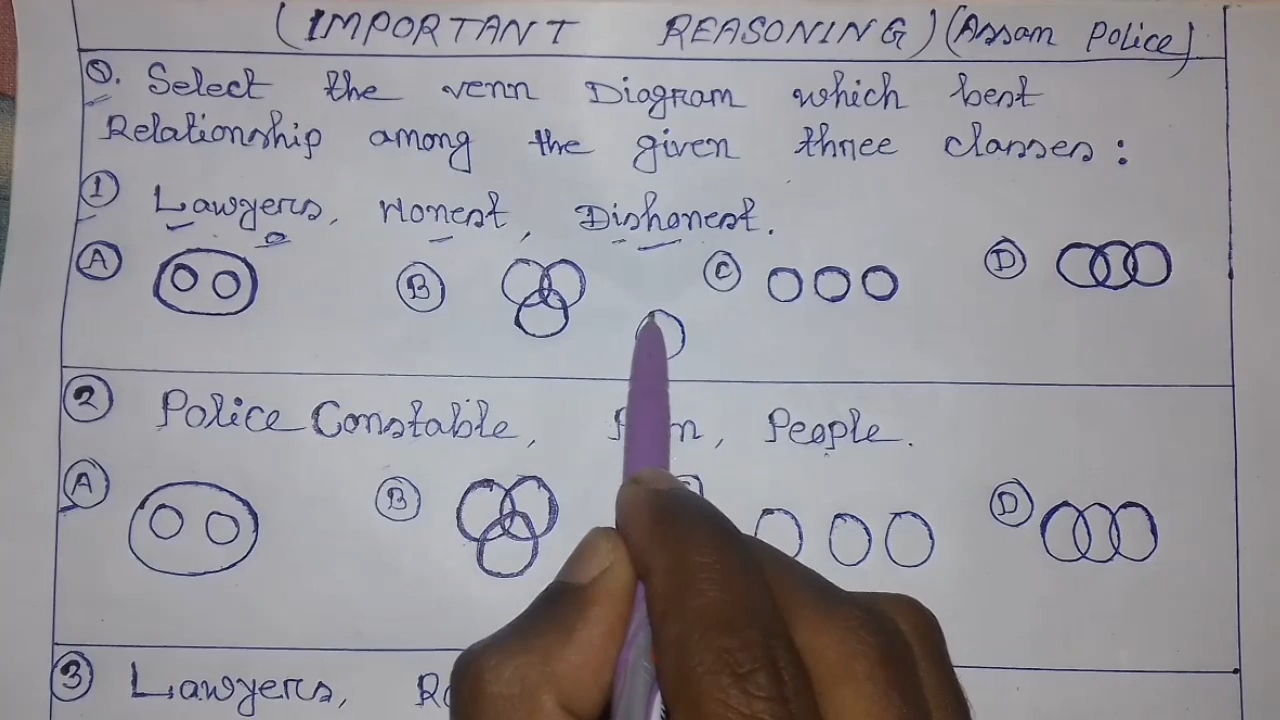 (IMPORTANT REASONING) (Assam Police)
Q. Select the venn Diagram which best
Relationship among the given three classes:
① Lawyers, Honest, Dishonest.
Ⓐ Ⓑ Ⓒ Ⓓ
② Police Constable, People.
Ⓐ Ⓑ Ⓓ
③ Lawyers,